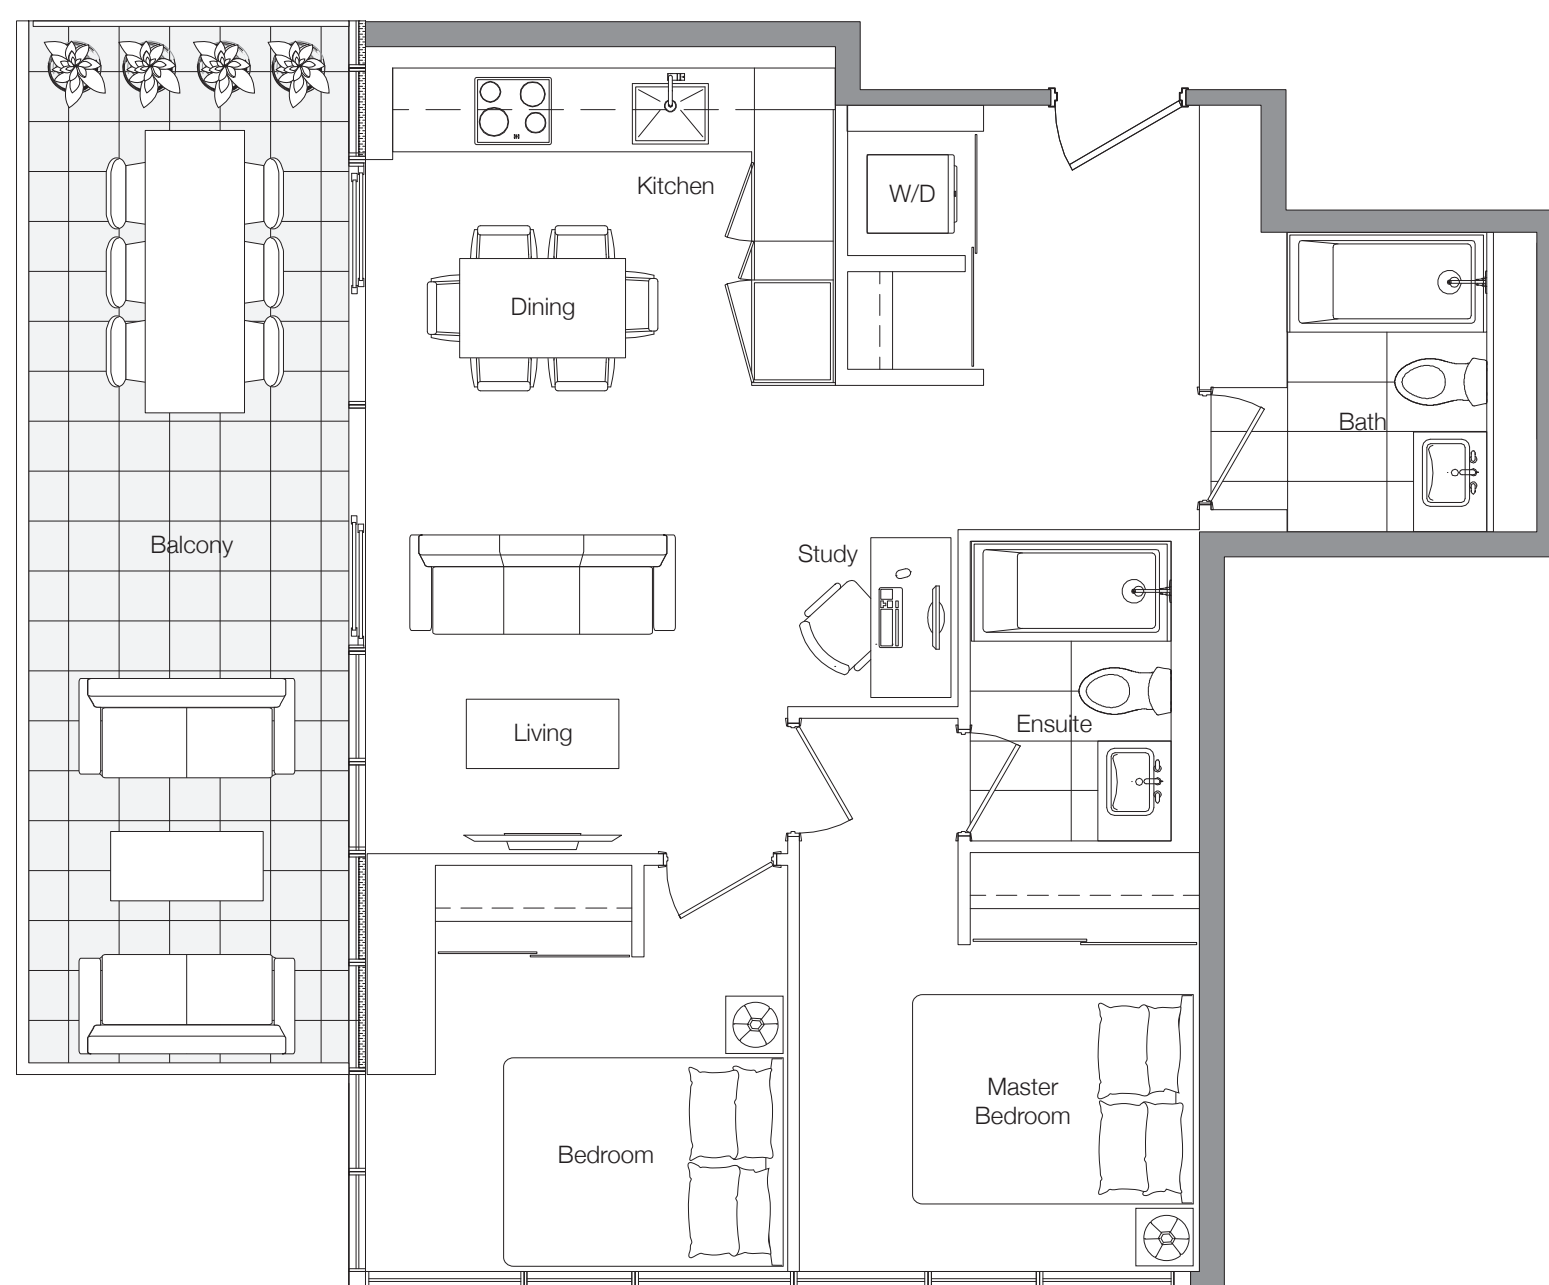 Kitchen
W/D
Dining
Bath
Balcony
Study
Living
Ensuite
Master
Bedroom
Bedroom